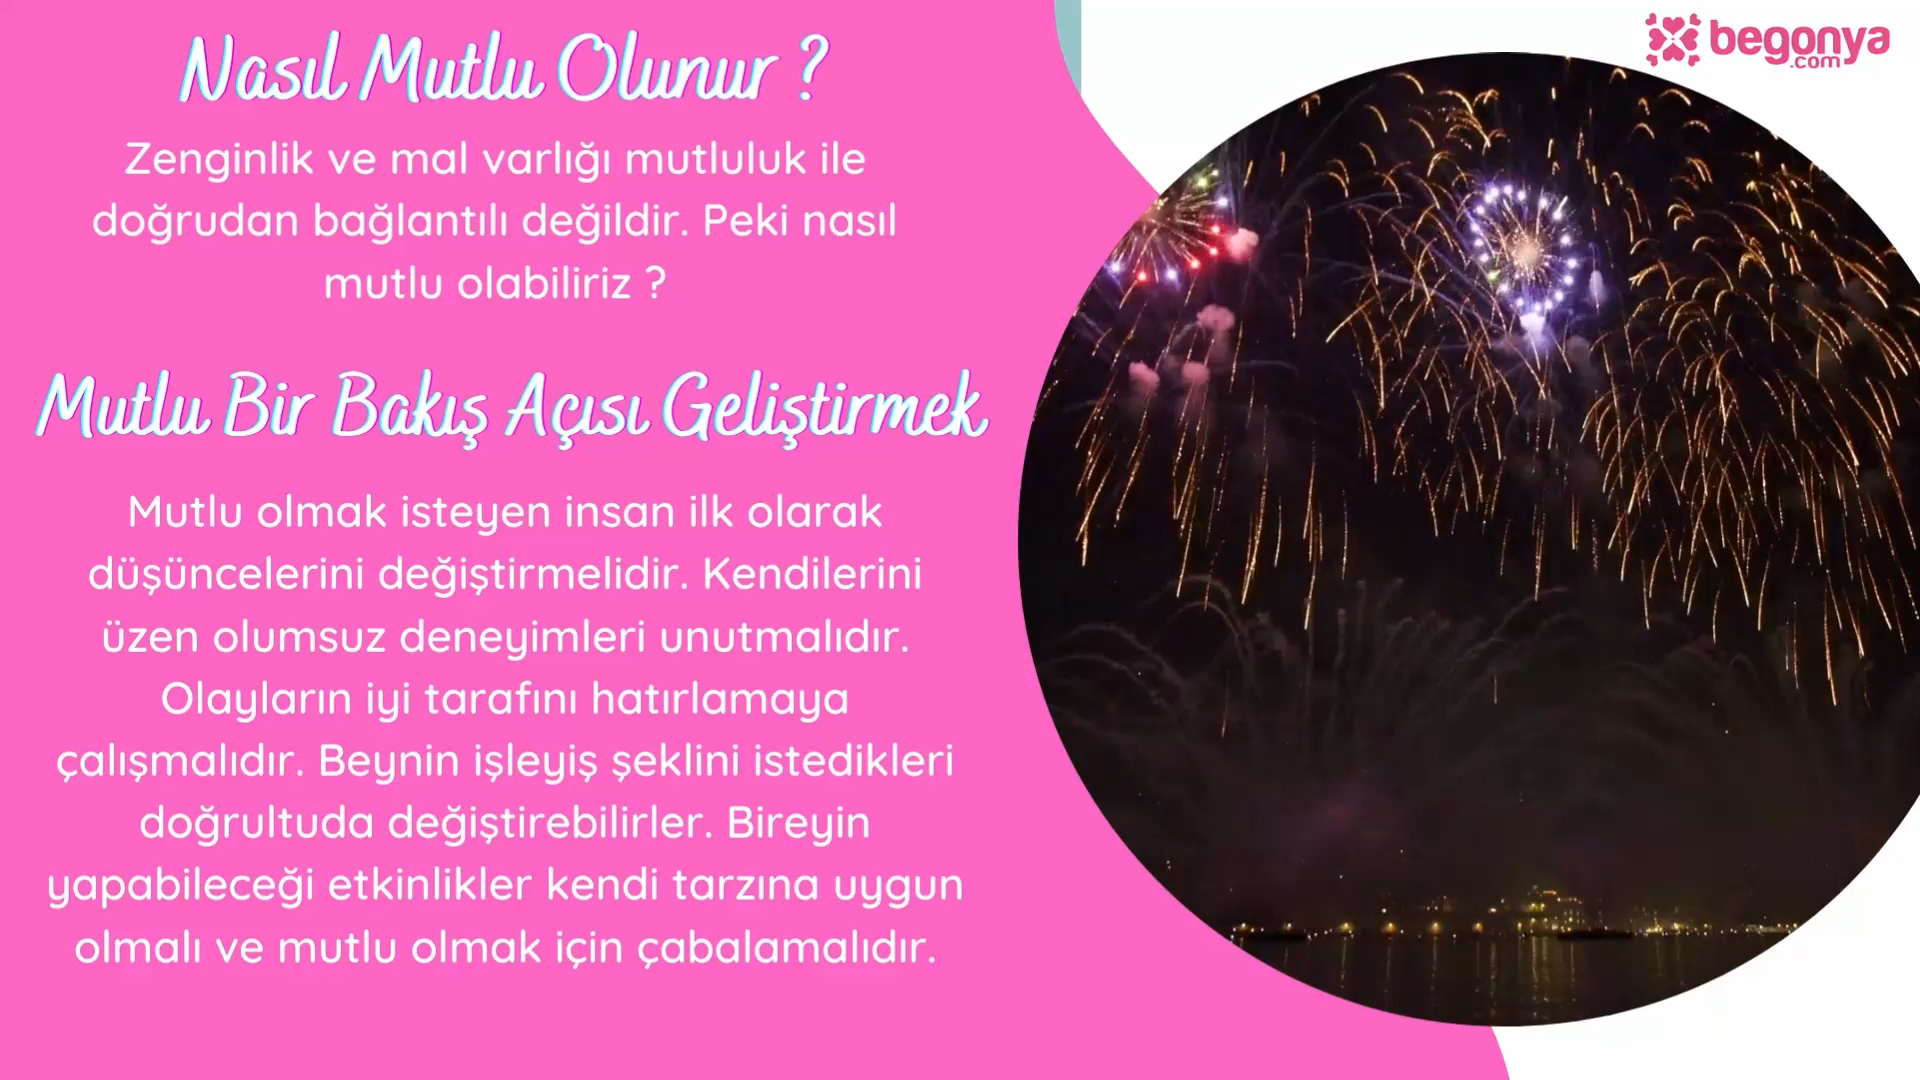 Nasıl Mutlu Olunur ?
Zenginlik ve mal varlığı mutluluk ile
doğrudan bağlantılı değildir. Peki nasıl
mutlu olabiliriz ?
Mutlu Bir Bakış Açısı Geliştirmek
Mutlu olmak isteyen insan ilk olarak
düşüncelerini değiştirmelidir. Kendilerini
üzen olumsuz deneyimleri unutmalıdır.
Olayların iyi tarafını hatırlamaya
çalışmalıdır. Beynin işleyiş şeklini istedikleri
doğrultuda değiştirebilirler. Bireyin
yapabileceği etkinlikler kendi tarzına uygun
olmalı ve mutlu olmak için çabalamalıdır.
begonya
.com